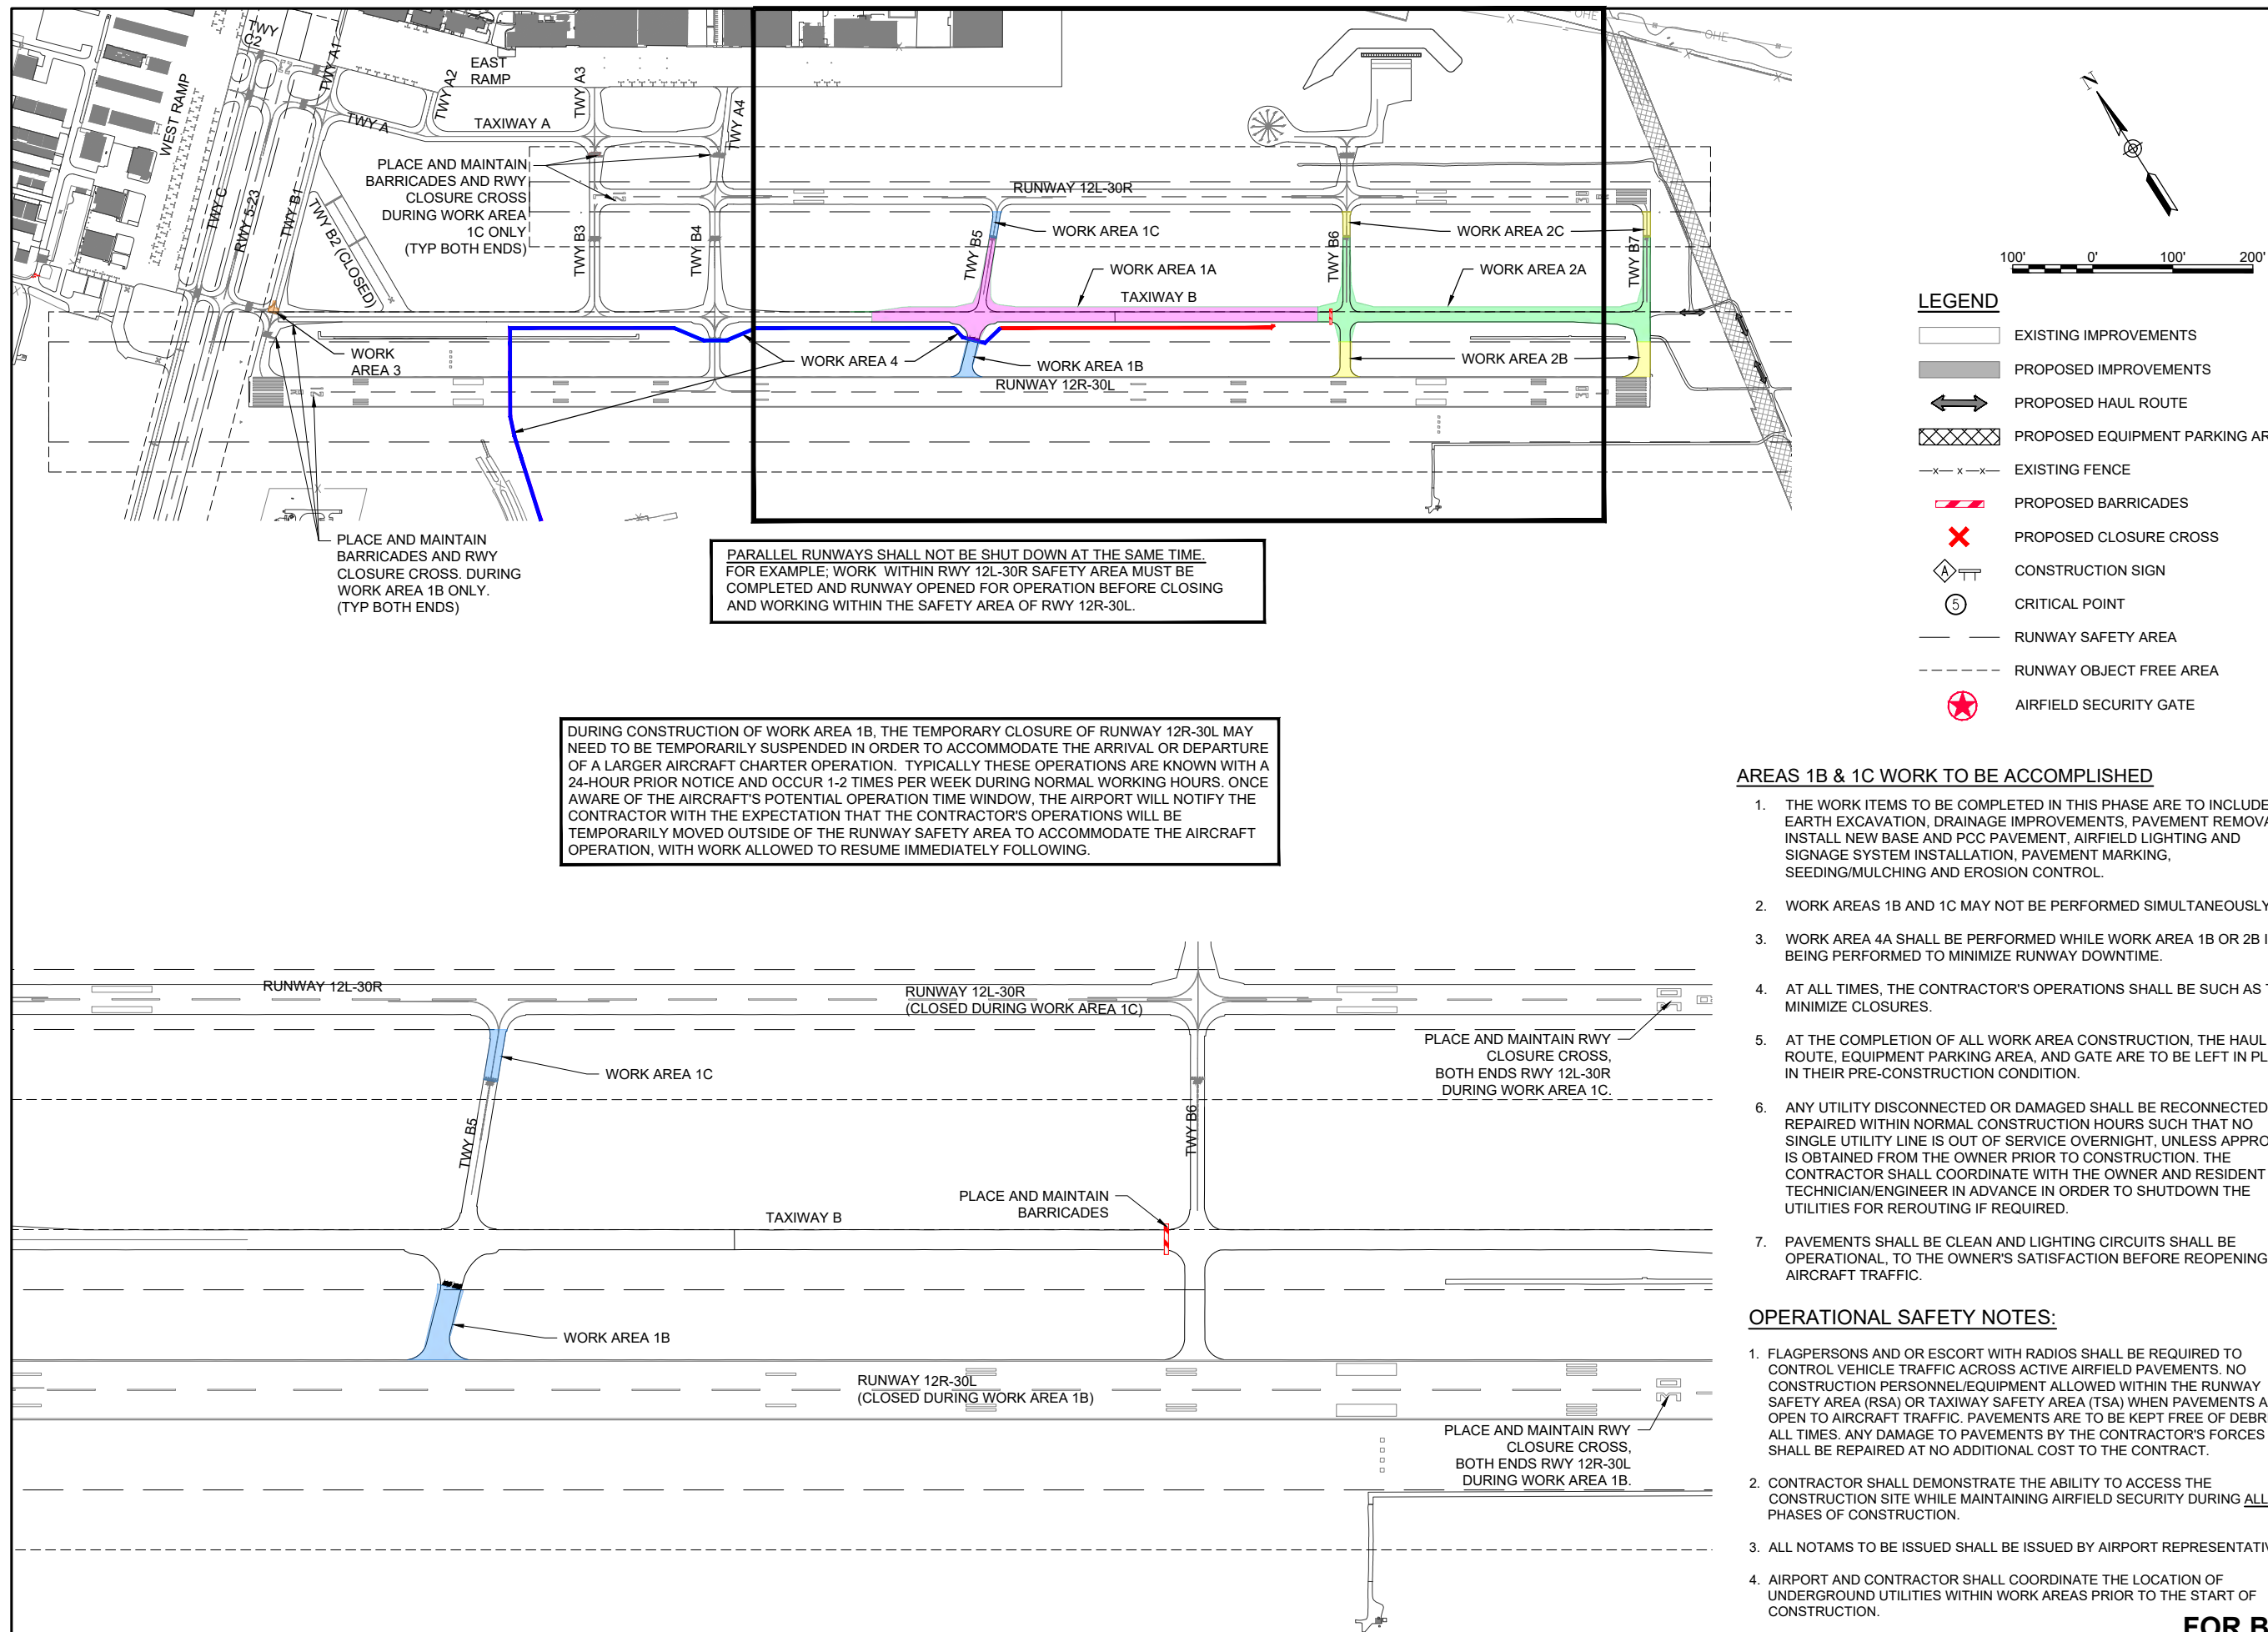 TWY
C2
TWY A1
EAST
RAMP
TWY A2
TWY A3
TWY A4
WEST RAMP
TWY A
TAXIWAY A
OHE
OHE
PLACE AND MAINTAIN
BARRICADES AND RWY
CLOSURE CROSS
DURING WORK AREA
1C ONLY
(TYP BOTH ENDS)
RUNWAY 12L-30R
TWY C
RWY 5-23
TWY B1
TWY B2 (CLOSED)
TWY B3
TWY B4
TWY B5
WORK AREA 1C
TWY B6
WORK AREA 2C
TWY B7
WORK AREA 1A
WORK AREA 2A
TAXIWAY B
WORK
AREA 3
WORK AREA 4
WORK AREA 1B
WORK AREA 2B
RUNWAY 12R-30L
PLACE AND MAINTAIN
BARRICADES AND RWY
CLOSURE CROSS. DURING
WORK AREA 1B ONLY.
(TYP BOTH ENDS)
PARALLEL RUNWAYS SHALL NOT BE SHUT DOWN AT THE SAME TIME.
FOR EXAMPLE; WORK WITHIN RWY 12L-30R SAFETY AREA MUST BE
COMPLETED AND RUNWAY OPENED FOR OPERATION BEFORE CLOSING
AND WORKING WITHIN THE SAFETY AREA OF RWY 12R-30L.
DURING CONSTRUCTION OF WORK AREA 1B, THE TEMPORARY CLOSURE OF RUNWAY 12R-30L MAY
NEED TO BE TEMPORARILY SUSPENDED IN ORDER TO ACCOMMODATE THE ARRIVAL OR DEPARTURE
OF A LARGER AIRCRAFT CHARTER OPERATION. TYPICALLY THESE OPERATIONS ARE KNOWN WITH A
24-HOUR PRIOR NOTICE AND OCCUR 1-2 TIMES PER WEEK DURING NORMAL WORKING HOURS. ONCE
AWARE OF THE AIRCRAFT'S POTENTIAL OPERATION TIME WINDOW, THE AIRPORT WILL NOTIFY THE
CONTRACTOR WITH THE EXPECTATION THAT THE CONTRACTOR'S OPERATIONS WILL BE
TEMPORARILY MOVED OUTSIDE OF THE RUNWAY SAFETY AREA TO ACCOMMODATE THE AIRCRAFT
OPERATION, WITH WORK ALLOWED TO RESUME IMMEDIATELY FOLLOWING.
N
100' 0' 100' 200'
LEGEND
EXISTING IMPROVEMENTS
PROPOSED IMPROVEMENTS
PROPOSED HAUL ROUTE
PROPOSED EQUIPMENT PARKING AR
EXISTING FENCE
PROPOSED BARRICADES
PROPOSED CLOSURE CROSS
A CONSTRUCTION SIGN
5 CRITICAL POINT
RUNWAY SAFETY AREA
RUNWAY OBJECT FREE AREA
AIRFIELD SECURITY GATE
AREAS 1B & 1C WORK TO BE ACCOMPLISHED
1. THE WORK ITEMS TO BE COMPLETED IN THIS PHASE ARE TO INCLUDE
EARTH EXCAVATION, DRAINAGE IMPROVEMENTS, PAVEMENT REMOVA
INSTALL NEW BASE AND PCC PAVEMENT, AIRFIELD LIGHTING AND
SIGNAGE SYSTEM INSTALLATION, PAVEMENT MARKING,
SEEDING/MULCHING AND EROSION CONTROL.
2. WORK AREAS 1B AND 1C MAY NOT BE PERFORMED SIMULTANEOUSLY
3. WORK AREA 4A SHALL BE PERFORMED WHILE WORK AREA 1B OR 2B I
BEING PERFORMED TO MINIMIZE RUNWAY DOWNTIME.
4. AT ALL TIMES, THE CONTRACTOR'S OPERATIONS SHALL BE SUCH AS T
MINIMIZE CLOSURES.
5. AT THE COMPLETION OF ALL WORK AREA CONSTRUCTION, THE HAUL
ROUTE, EQUIPMENT PARKING AREA, AND GATE ARE TO BE LEFT IN PL
IN THEIR PRE-CONSTRUCTION CONDITION.
6. ANY UTILITY DISCONNECTED OR DAMAGED SHALL BE RECONNECTED
REPAIRED WITHIN NORMAL CONSTRUCTION HOURS SUCH THAT NO
SINGLE UTILITY LINE IS OUT OF SERVICE OVERNIGHT, UNLESS APPRO
IS OBTAINED FROM THE OWNER PRIOR TO CONSTRUCTION. THE
CONTRACTOR SHALL COORDINATE WITH THE OWNER AND RESIDENT
TECHNICIAN/ENGINEER IN ADVANCE IN ORDER TO SHUTDOWN THE
UTILITIES FOR REROUTING IF REQUIRED.
7. PAVEMENTS SHALL BE CLEAN AND LIGHTING CIRCUITS SHALL BE
OPERATIONAL, TO THE OWNER'S SATISFACTION BEFORE REOPENING
AIRCRAFT TRAFFIC.
OPERATIONAL SAFETY NOTES:
1. FLAGPERSONS AND OR ESCORT WITH RADIOS SHALL BE REQUIRED TO
CONTROL VEHICLE TRAFFIC ACROSS ACTIVE AIRFIELD PAVEMENTS. NO
CONSTRUCTION PERSONNEL/EQUIPMENT ALLOWED WITHIN THE RUNWAY
SAFETY AREA (RSA) OR TAXIWAY SAFETY AREA (TSA) WHEN PAVEMENTS A
OPEN TO AIRCRAFT TRAFFIC. PAVEMENTS ARE TO BE KEPT FREE OF DEBR
ALL TIMES. ANY DAMAGE TO PAVEMENTS BY THE CONTRACTOR'S FORCES
SHALL BE REPAIRED AT NO ADDITIONAL COST TO THE CONTRACT.
2. CONTRACTOR SHALL DEMONSTRATE THE ABILITY TO ACCESS THE
CONSTRUCTION SITE WHILE MAINTAINING AIRFIELD SECURITY DURING ALL
PHASES OF CONSTRUCTION.
3. ALL NOTAMS TO BE ISSUED SHALL BE ISSUED BY AIRPORT REPRESENTATIV
4. AIRPORT AND CONTRACTOR SHALL COORDINATE THE LOCATION OF
UNDERGROUND UTILITIES WITHIN WORK AREAS PRIOR TO THE START OF
CONSTRUCTION.
FOR B
RUNWAY 12L-30R
RUNWAY 12L-30R
(CLOSED DURING WORK AREA 1C)
WORK AREA 1C
PLACE AND MAINTAIN RWY
CLOSURE CROSS,
BOTH ENDS RWY 12L-30R
DURING WORK AREA 1C.
TWY B5
TWY B6
PLACE AND MAINTAIN
BARRICADES
TAXIWAY B
WORK AREA 1B
RUNWAY 12R-30L
(CLOSED DURING WORK AREA 1B)
PLACE AND MAINTAIN RWY
CLOSURE CROSS,
BOTH ENDS RWY 12R-30L
DURING WORK AREA 1B.